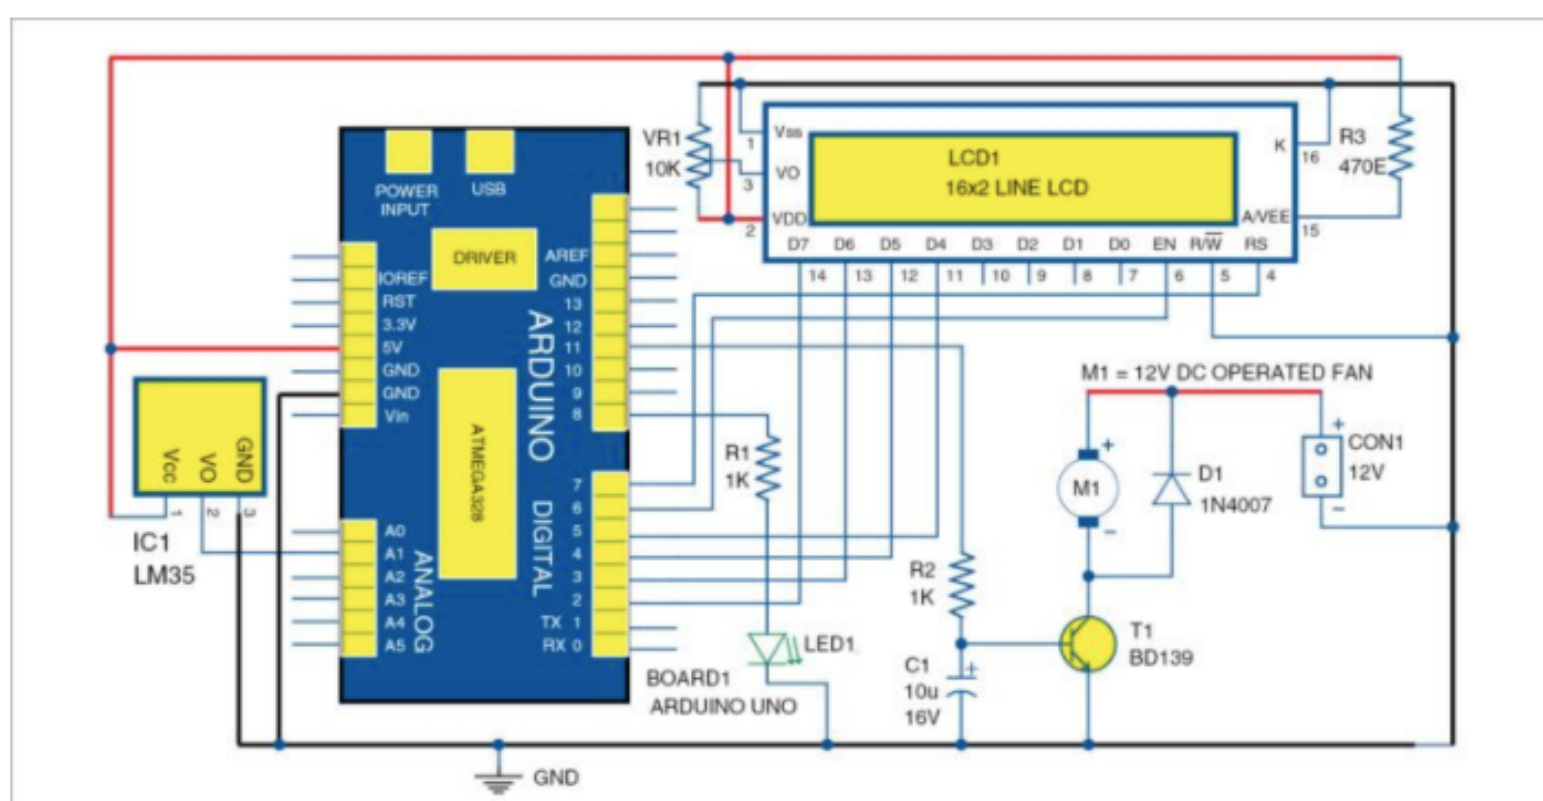 POWER
INPUT
USB
DRIVER
AREF
IOREF
GND
RST
13
3.3V
12
5V
11
GND
10
GND
9
Vin
8
ARDUINO
ATMEGA328
7
6
DIGITAL
5
A0
4
A1
3
A2
2
A3
TX 1
A4
RX 0
A5
ANALOG
BOARD1
ARDUINO UNO
Vcc
VO
GND
1
2
3
IC1
LM35
VR1
10K
1
Vss
3
VO
2
VDD
LCD1
16x2 LINE LCD
K
16
A/VEE
15
R3
470E
D7 D6 D5 D4 D3 D2 D1 D0 EN R/W RS
14 13 12 11 10 9 8 7 6 5 4
M1 = 12V DC OPERATED FAN
+
M1
−
D1
1N4007
+
CON1
12V
−
R1
1K
R2
1K
LED1
C1
10u
16V
+
T1
BD139
GND